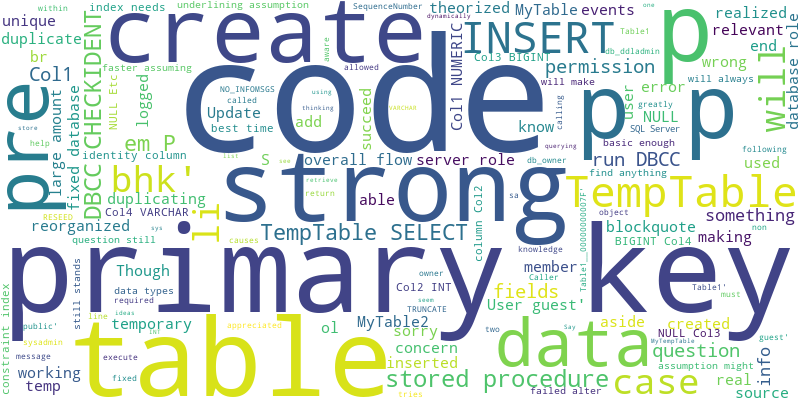 within
index needs
underlining assumption
SequenceNumber
dynamically
theorized
MyTable
events
one
unique
duplicate
br
create
INSERT
p
realized
relevant
end
Table1
db_ddladmin
Col1
faster assuming
NULL Etc
DBCC CHECKIDENT
logged
code
aware
Col1 NUMERIC
Col3 BIGINT
allowed
permission
wrong
will always
database role
will
pre
large amount
fixed database
NO_INFOMSGS
called
using
thinking
varchar
Update
best time
add
succeed
will make
calling
user
error
greatly
NULL
SQL Server
know
basic enough
following
em P
identity column
S
store
help
list
see
overall flow
server role
querying
db_owner
run DBCC
find anything
used
bhk'
li
duplicating
retrieve
return
able
strong
sa
column Col2
TempTable
object
RESEED
Col4 VARCHAR
sys
reorganized
question still
causes
TempTable SELECT
knowledge
Caller
Table1__000000000000007F'
blockquote
BIGINT Col4
something
making
non
primary key
still stands
Though
data types
required
ideas
temporary
line
INT
appreciated
User guest'
owner
Col2 INT
seem
TRUNCATE
member
fields
Table1'
must
aside
created
NULL Col3
assumption might
constraint index
public'
sysadmin
message
working
temp
execute
fixed
table
ol
sorry
concern
inserted
tries
MyTable2
two
Say
data
stored procedure
failed alter
MyTempTable
case
question
real
info
guest'
source